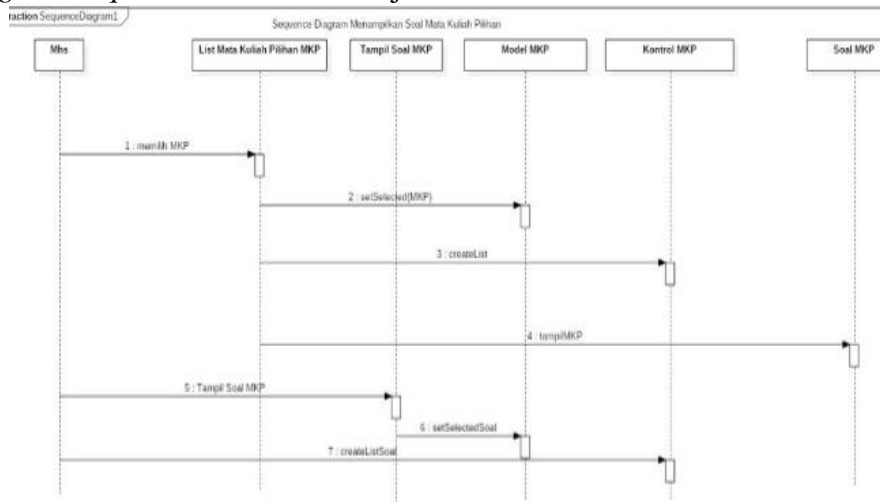 raction SequenceDiagram1
Sequence Diagram Menampilkan Soal Mata Kuliah Pilihan
Mhs
List Mata Kuliah Pilihan MKP
Tampil Soal MKP
Model MKP
Kontrol MKP
Soal MKP
1 : memilih MKP
2 : setSelected(MKP)
3 : createList
4 : tampilMKP
5 : Tampil Soal MKP
6 : setSelectedSoal
7 : createListSoal